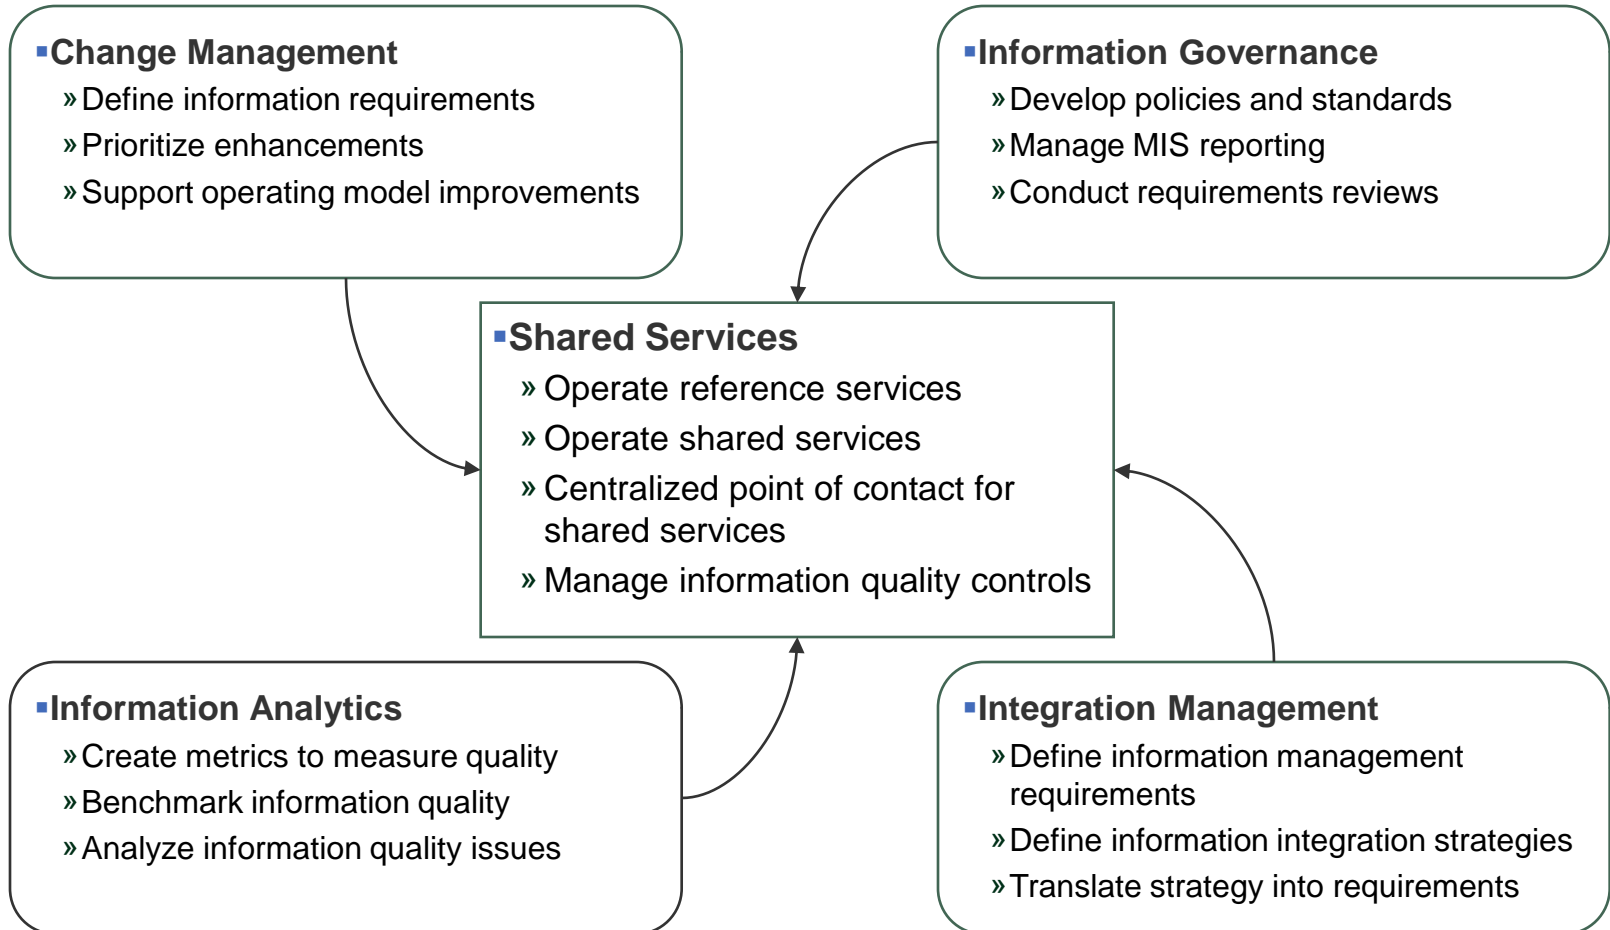 ▪Change Management
»Define information requirements
»Prioritize enhancements
»Support operating model improvements
▪Information Governance
»Develop policies and standards
»Manage MIS reporting
»Conduct requirements reviews
▪Shared Services
» Operate reference services
» Operate shared services
» Centralized point of contact for
shared services
» Manage information quality controls
▪Information Analytics
»Create metrics to measure quality
»Benchmark information quality
»Analyze information quality issues
▪Integration Management
»Define information management
requirements
»Define information integration strategies
»Translate strategy into requirements